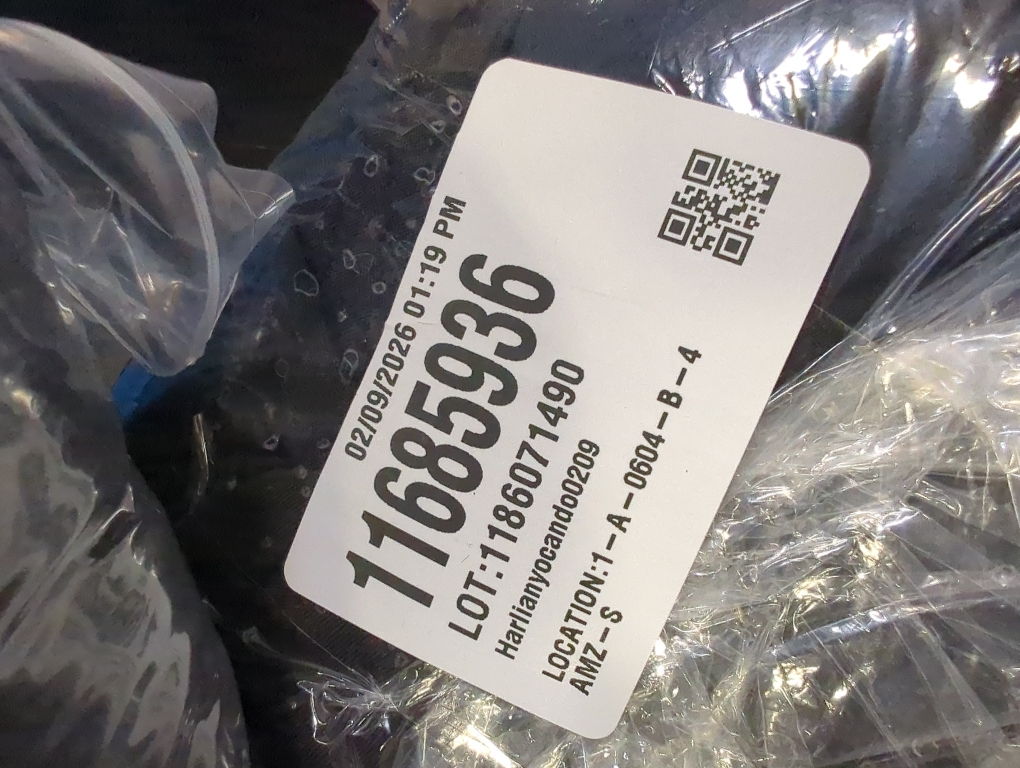 02/09/2026 01:19 PM
11685936
LOT:1186071490
Harlianyocando0209
LOCATION:1-A-0604-B-4
AMZ-S